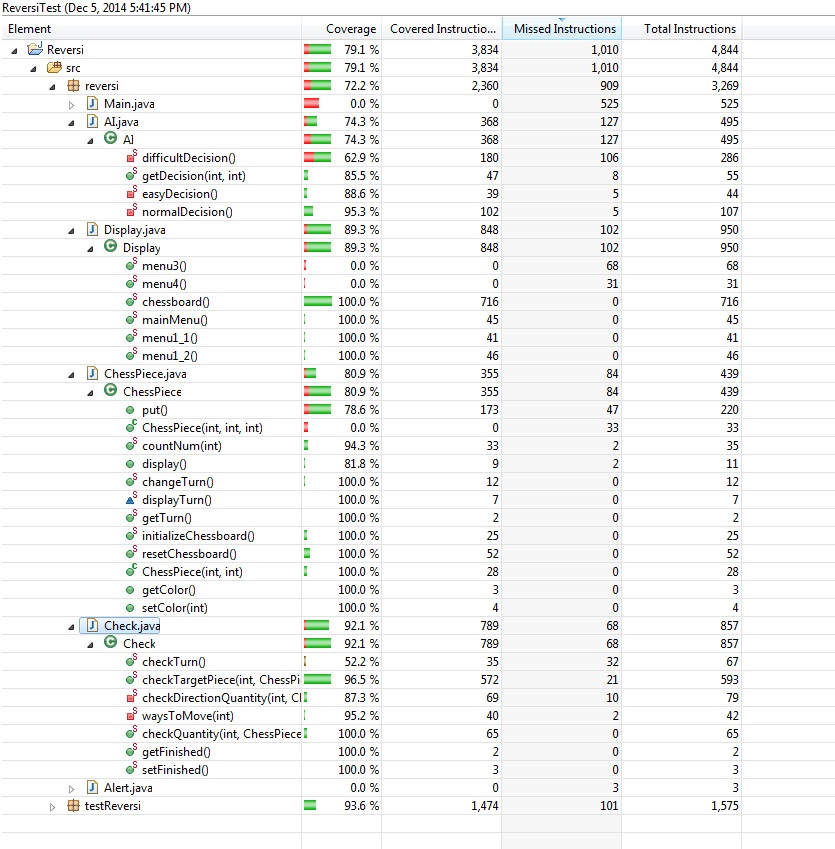 ReversiTest (Dec 5, 2014 5:41:45 PM)
Element Coverage Covered Instructio... Missed Instructions Total Instructions
Reversi 79.1 % 3,834 1,010 4,844
src 79.1 % 3,834 1,010 4,844
reversi 72.2 % 2,360 909 3,269
Main.java 0.0 % 0 525 525
AI.java 74.3 % 368 127 495
AI 74.3 % 368 127 495
difficultDecision() 62.9 % 180 106 286
getDecision(int, int) 85.5 % 47 8 55
easyDecision() 88.6 % 39 5 44
normalDecision() 95.3 % 102 5 107
Display.java 89.3 % 848 102 950
Display 89.3 % 848 102 950
menu3() 0.0 % 0 68 68
menu4() 0.0 % 0 31 31
chessboard() 100.0 % 716 0 716
mainMenu() 100.0 % 45 0 45
menu1_1() 100.0 % 41 0 41
menu1_2() 100.0 % 46 0 46
ChessPiece.java 80.9 % 355 84 439
ChessPiece 80.9 % 355 84 439
put() 78.6 % 173 47 220
ChessPiece(int, int, int) 0.0 % 0 33 33
countNum(int) 94.3 % 33 2 35
display() 81.8 % 9 2 11
changeTurn() 100.0 % 12 0 12
displayTurn() 100.0 % 7 0 7
getTurn() 100.0 % 2 0 2
initializeChessboard() 100.0 % 25 0 25
resetChessboard() 100.0 % 52 0 52
ChessPiece(int, int) 100.0 % 28 0 28
getColor() 100.0 % 3 0 3
setColor(int) 100.0 % 4 0 4
Check.java 92.1 % 789 68 857
Check 92.1 % 789 68 857
checkTurn() 52.2 % 35 32 67
checkTargetPiece(int, ChessPi 96.5 % 572 21 593
checkDirectionQuantity(int, Cl 87.3 % 69 10 79
waysToMove(int) 95.2 % 40 2 42
checkQuantity(int, ChessPiece 100.0 % 65 0 65
getFinished() 100.0 % 2 0 2
setFinished() 100.0 % 3 0 3
Alert.java 0.0 % 0 3 3
testReversi 93.6 % 1,474 101 1,575